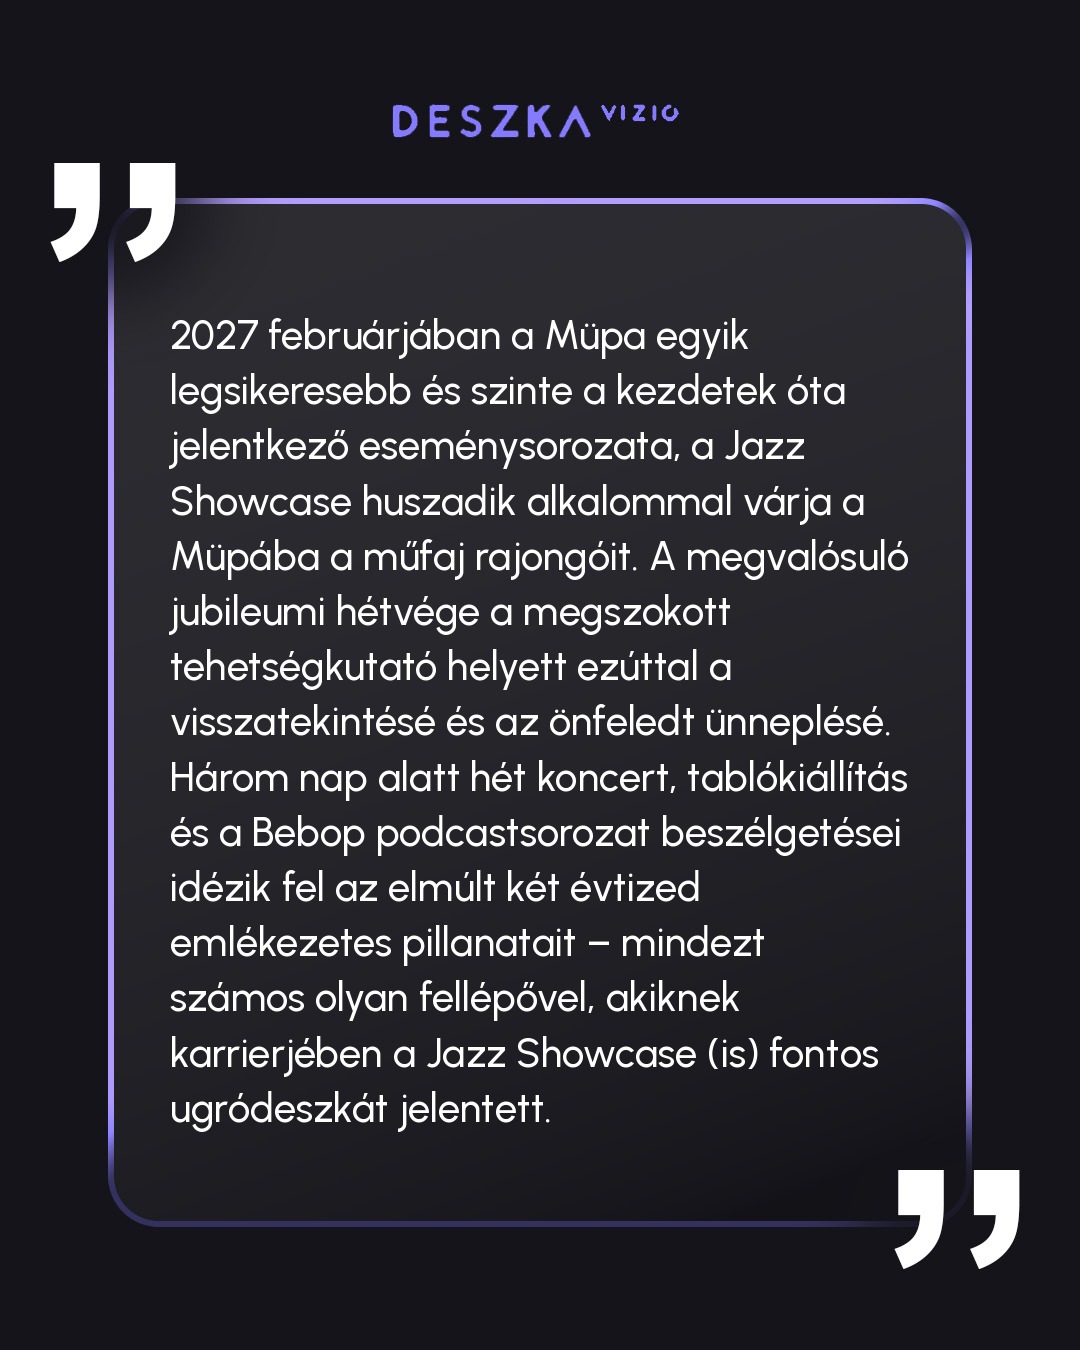 DESZKA VIZIO
”
2027 februárjában a Müpa egyik
legsikeresebb és szinte a kezdetek óta
jelentkező eseménysorozata, a Jazz
Showcase huszadik alkalommal várja a
Müpába a műfaj rajongóit. A megvalósuló
jubileumi hétvége a megszokott
tehetségkutató helyett ezúttal a
visszatekintésé és az önfeledt ünneplésé.
Három nap alatt hét koncert, tablókiállítás
és a Bebop podcastsorozat beszélgetései
idézik fel az elmúlt két évtized
emlékezetes pillanatait – mindezt
számos olyan fellépővel, akiknek
karrierjében a Jazz Showcase (is) fontos
ugródeszkát jelentett.
”